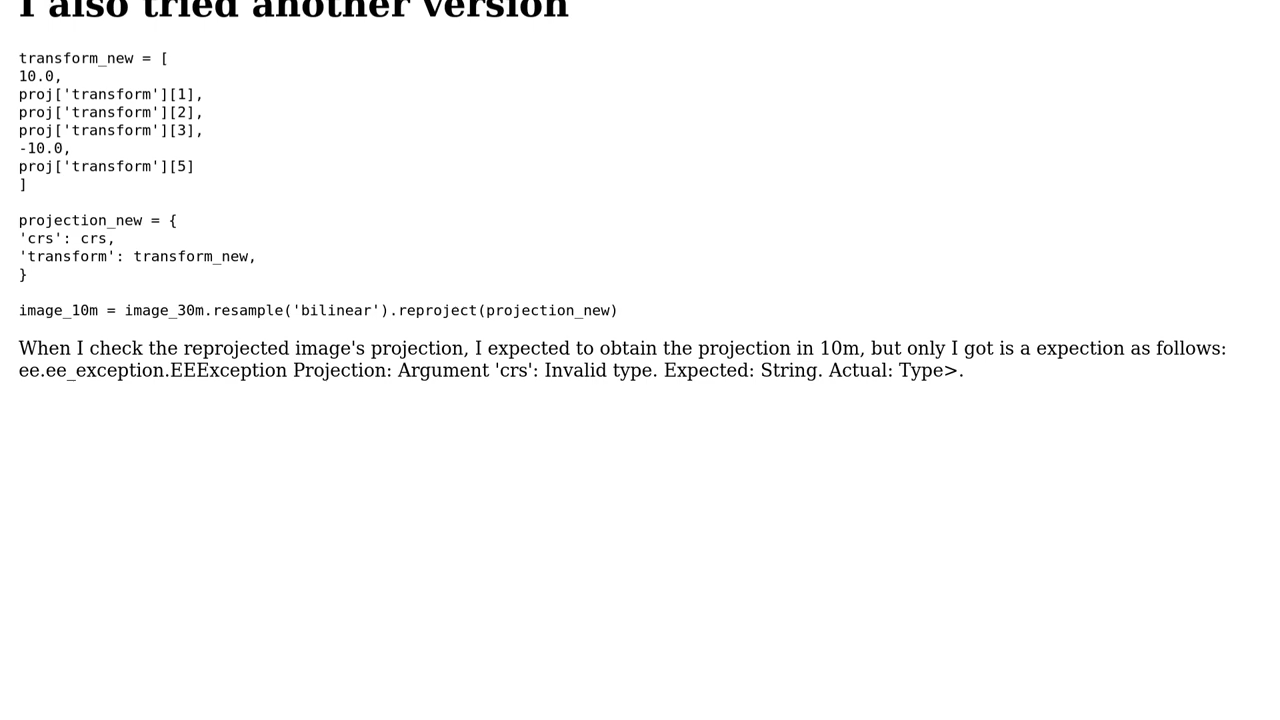 I also tried another version
transform_new = [
10.0,
proj['transform'][1],
proj['transform'][2],
proj['transform'][3],
-10.0,
proj['transform'][5]
]
projection_new = {
'crs': crs,
'transform': transform_new,
}
image_10m = image_30m.resample('bilinear').reproject(projection_new)
When I check the reprojected image's projection, I expected to obtain the projection in 10m, but only I got is a expection as follows:
ee.ee_exception.EEException Projection: Argument 'crs': Invalid type. Expected: String. Actual: Type>.